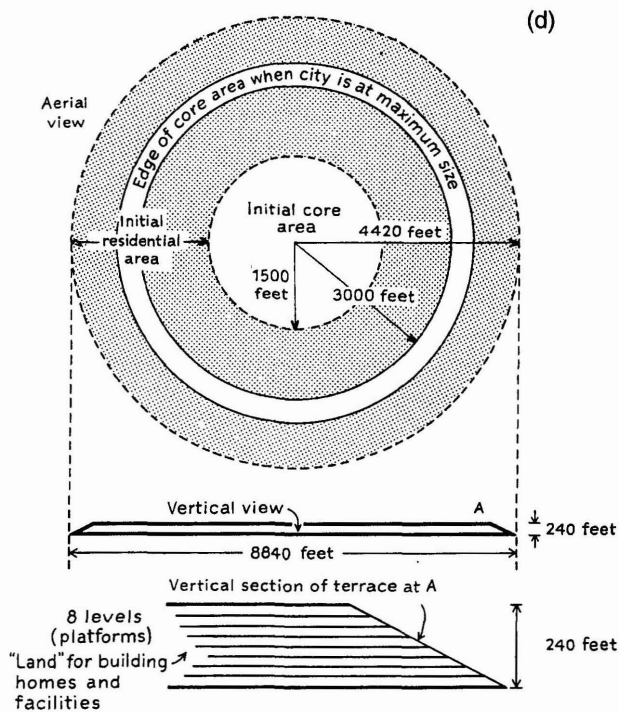 (d)
Aerial
view
Edge of core area when city is at maximum size
Initial
residential
area
Initial core
area
4420 feet
1500
feet
3000 feet
Vertical view
A
240 feet
8840 feet
Vertical section of terrace at A
8 levels
(platforms)
"Land" for building
homes and
facilities
240 feet